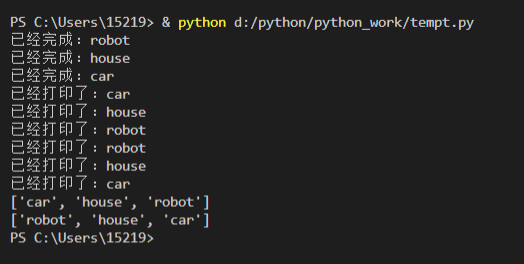 PS C:\Users\15219> & python d:/python/python_work/tempt.py
已经完成：robot
已经完成：house
已经完成：car
已经打印了：car
已经打印了：house
已经打印了：robot
已经打印了：robot
已经打印了：house
已经打印了：car
['car', 'house', 'robot']
['robot', 'house', 'car']
PS C:\Users\15219>